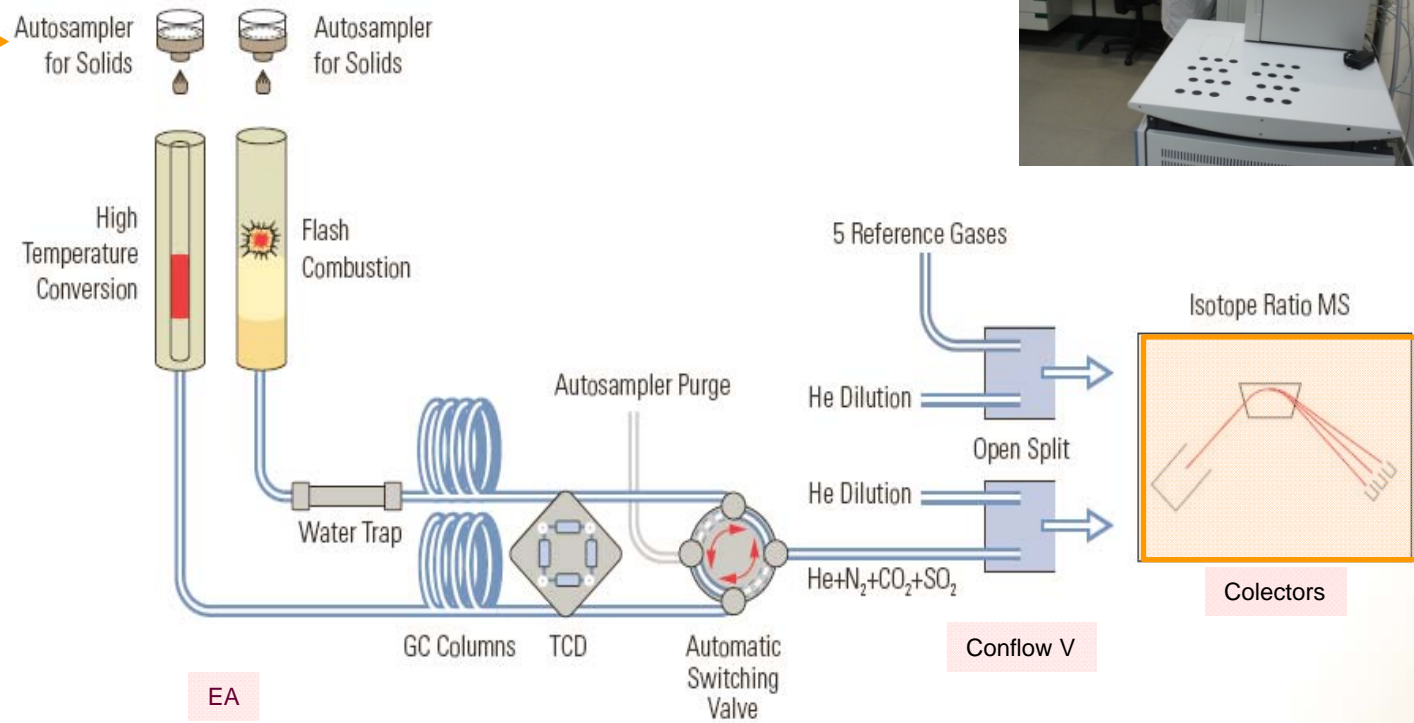 Autosampler
for Solids
Autosampler
for Solids
High
Temperature
Conversion
Flash
Combustion
5 Reference Gases
Isotope Ratio MS
Autosampler Purge
He Dilution
Open Split
He Dilution
Water Trap
He+N₂+CO₂+SO₂
Colectors
GC Columns
TCD
Automatic
Switching
Valve
Conflow V
EA